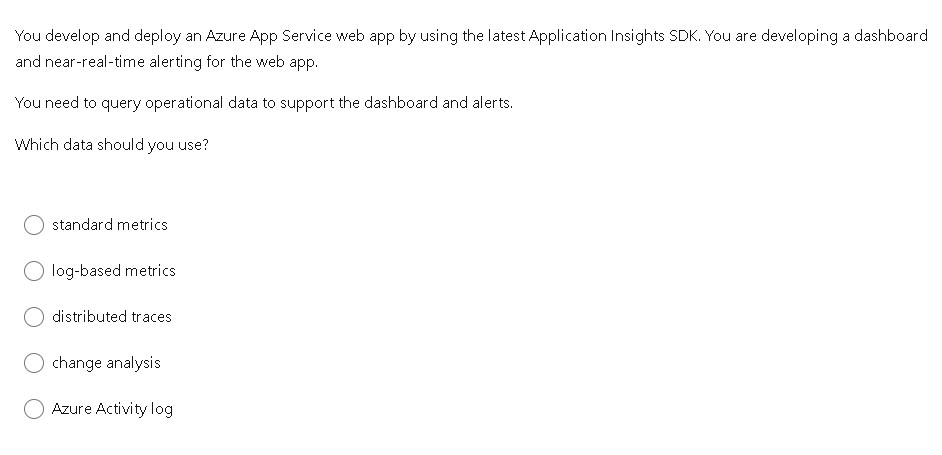 You develop and deploy an Azure App Service web app by using the latest Application Insights SDK. You are developing a dashboard
and near-real-time alerting for the web app.
You need to query operational data to support the dashboard and alerts.
Which data should you use?
standard metrics
log-based metrics
distributed traces
change analysis
Azure Activity log